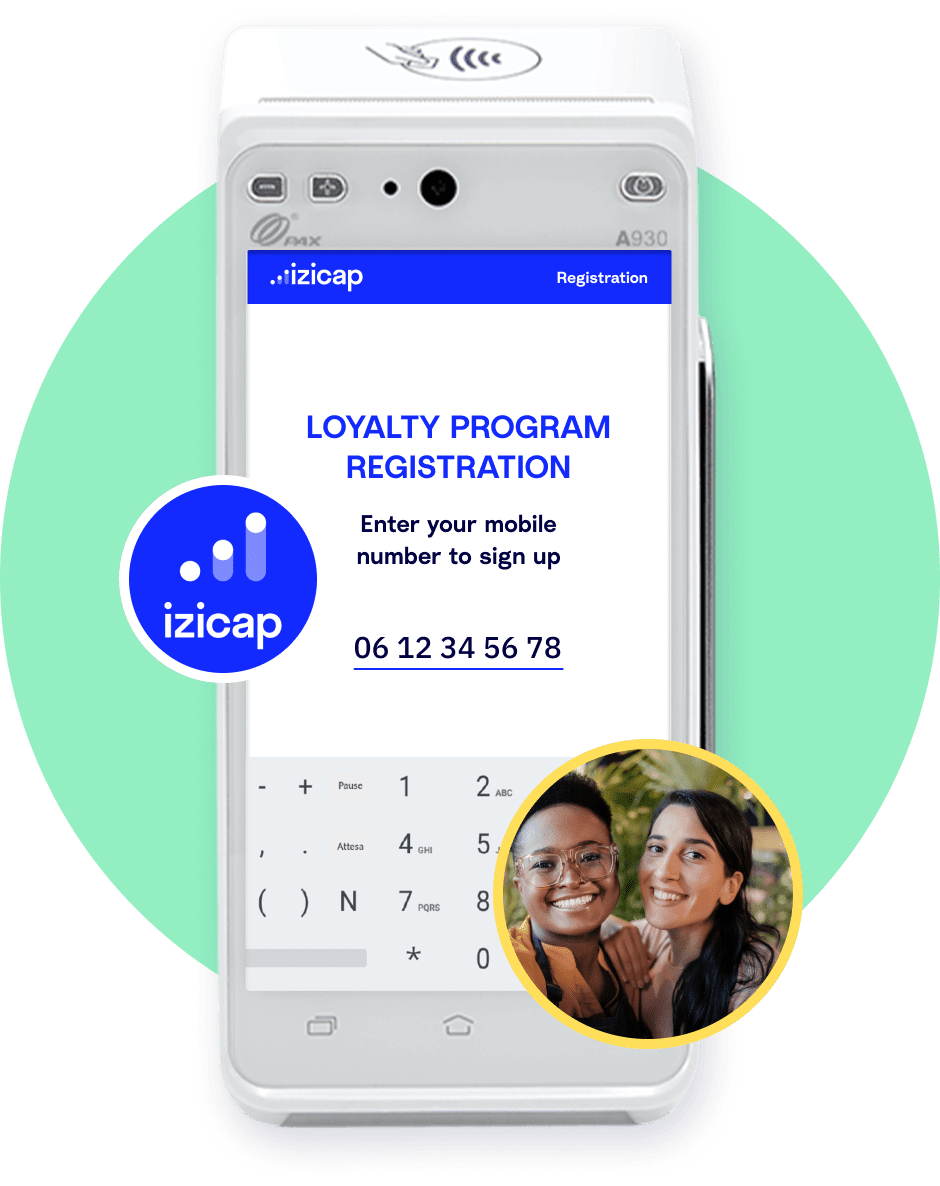 PAX
A930
izicap
Registration
LOYALTY PROGRAM
REGISTRATION
Enter your mobile
number to sign up
izicap
06 12 34 56 78
- + Pause 1 2 ABC
, . Attesa 4 GHI 5
( ) N 7 PQRS 8
* 0